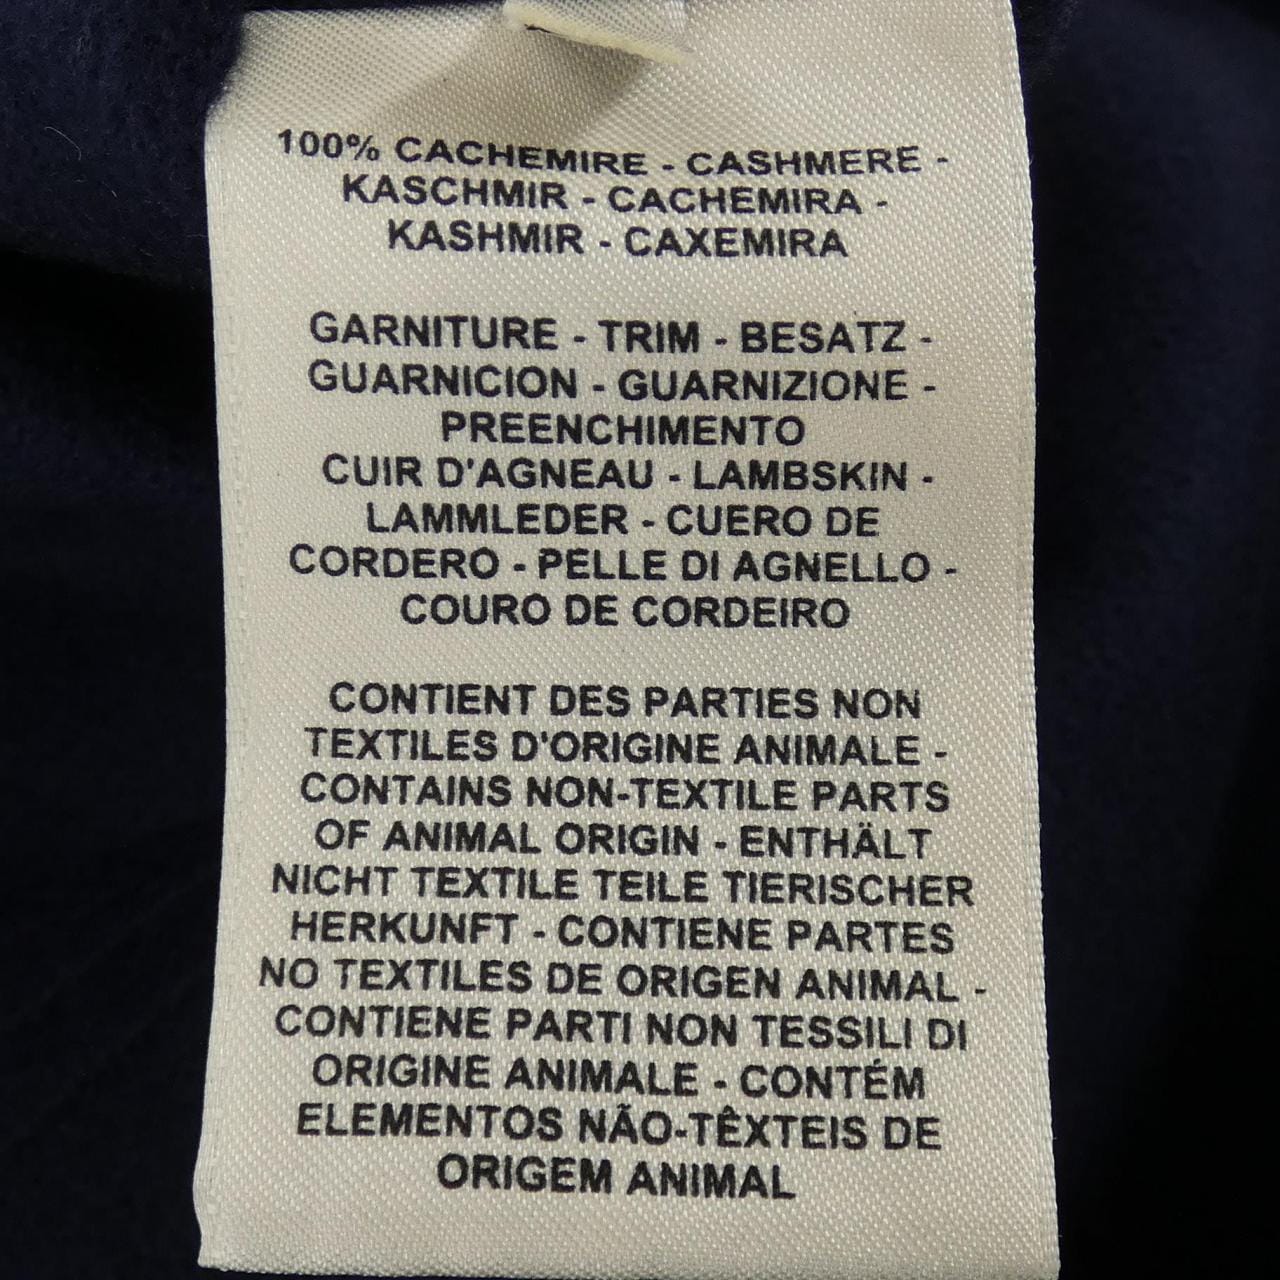 100% CACHEMIRE - CASHMERE -
KASCHMIR - CACHEMIRA -
KASHMIR - CAXEMIRA
GARNITURE - TRIM - BESATZ -
GUARNICION - GUARNIZIONE -
PREENCHIMENTO
CUIR D'AGNEAU - LAMBSKIN -
LAMMLEDER - CUERO DE
CORDERO - PELLE DI AGNELLO -
COURO DE CORDEIRO
CONTIENT DES PARTIES NON
TEXTILES D'ORIGINE ANIMALE -
CONTAINS NON-TEXTILE PARTS
OF ANIMAL ORIGIN - ENTHÄLT
NICHT TEXTILE TEILE TIERISCHER
HERKUNFT - CONTIENE PARTES
NO TEXTILES DE ORIGEN ANIMAL -
CONTIENE PARTI NON TESSILI DI
ORIGINE ANIMALE - CONTÉM
ELEMENTOS NÃO-TÊXTEIS DE
ORIGEM ANIMAL